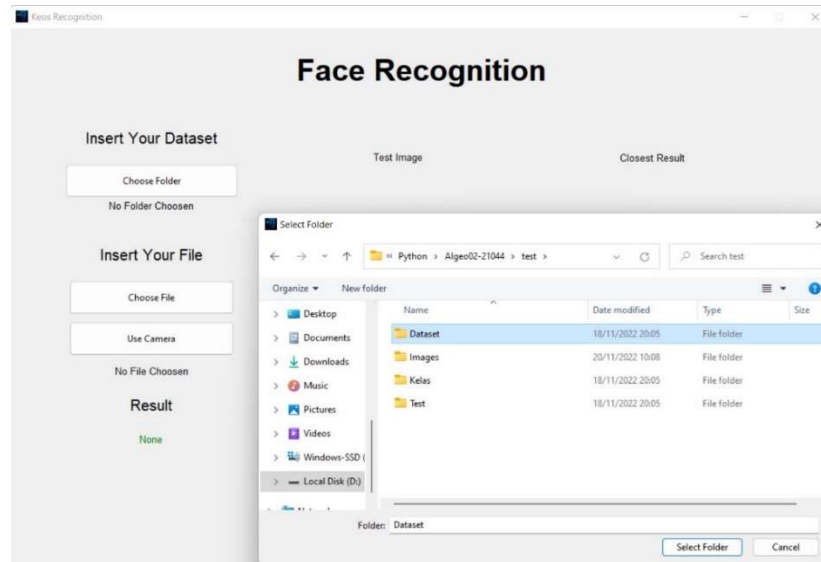 Keos Recognition
Face Recognition
Insert Your Dataset
Choose Folder
No Folder Choosen
Insert Your File
Choose File
Use Camera
No File Choosen
Result
None
Test Image
Closest Result
Select Folder
« Python > Algeo02-21044 > test >
Search test
Organize
New folder
Desktop
Documents
Downloads
Music
Pictures
Videos
Windows-SSD (
Local Disk (D:)
Name Date modified Type Size
Dataset 18/11/2022 20:05 File folder
Images 20/11/2022 10:08 File folder
Kelas 18/11/2022 20:05 File folder
Test 18/11/2022 20:05 File folder
Folder: Dataset
Select Folder
Cancel